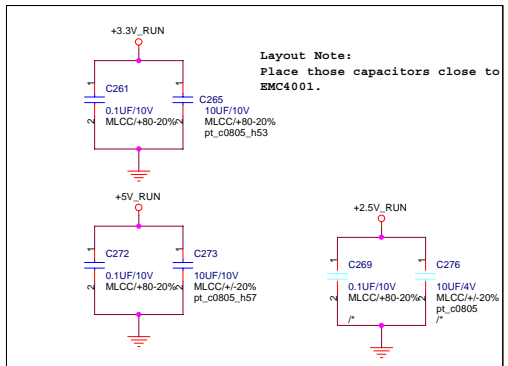 +3.3V_RUN
Layout Note:
Place those capacitors close to
EMC4001.
1
1
C261
C265
0.1UF/10V
10UF/10V
2
MLCC/+80-20%
2
MLCC/+80-20%
pt_c0805_h53
+5V_RUN
1
1
C272
C273
0.1UF/10V
10UF/10V
2
MLCC/+80-20%
2
MLCC/+/-20%
pt_c0805_h57
+2.5V_RUN
1
1
C269
C276
0.1UF/10V
10UF/4V
2
MLCC/+80-20%
2
MLCC/+/-20%
pt_c0805
/*
/*